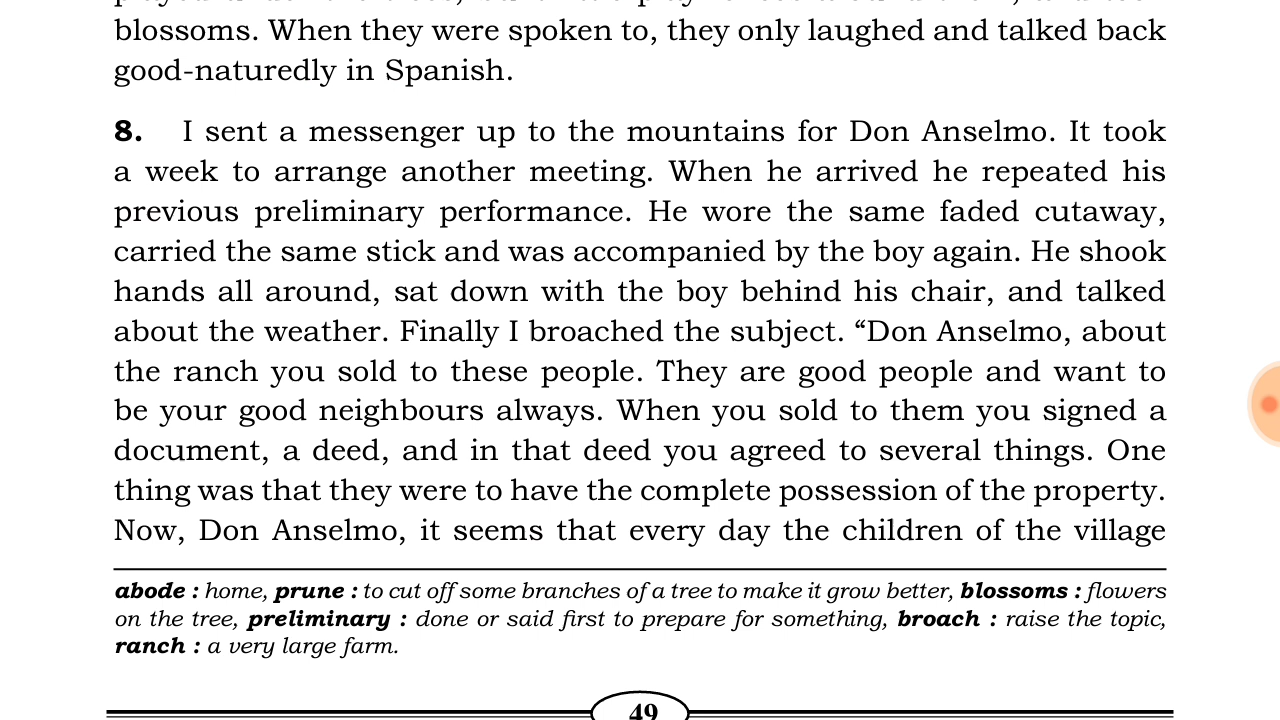 blossoms. When they were spoken to, they only laughed and talked back
good-naturedly in Spanish.
8. I sent a messenger up to the mountains for Don Anselmo. It took
a week to arrange another meeting. When he arrived he repeated his
previous preliminary performance. He wore the same faded cutaway,
carried the same stick and was accompanied by the boy again. He shook
hands all around, sat down with the boy behind his chair, and talked
about the weather. Finally I broached the subject. “Don Anselmo, about
the ranch you sold to these people. They are good people and want to
be your good neighbours always. When you sold to them you signed a
document, a deed, and in that deed you agreed to several things. One
thing was that they were to have the complete possession of the property.
Now, Don Anselmo, it seems that every day the children of the village
abode : home, prune : to cut off some branches of a tree to make it grow better, blossoms : flowers
on the tree, preliminary : done or said first to prepare for something, broach : raise the topic,
ranch : a very large farm.
49